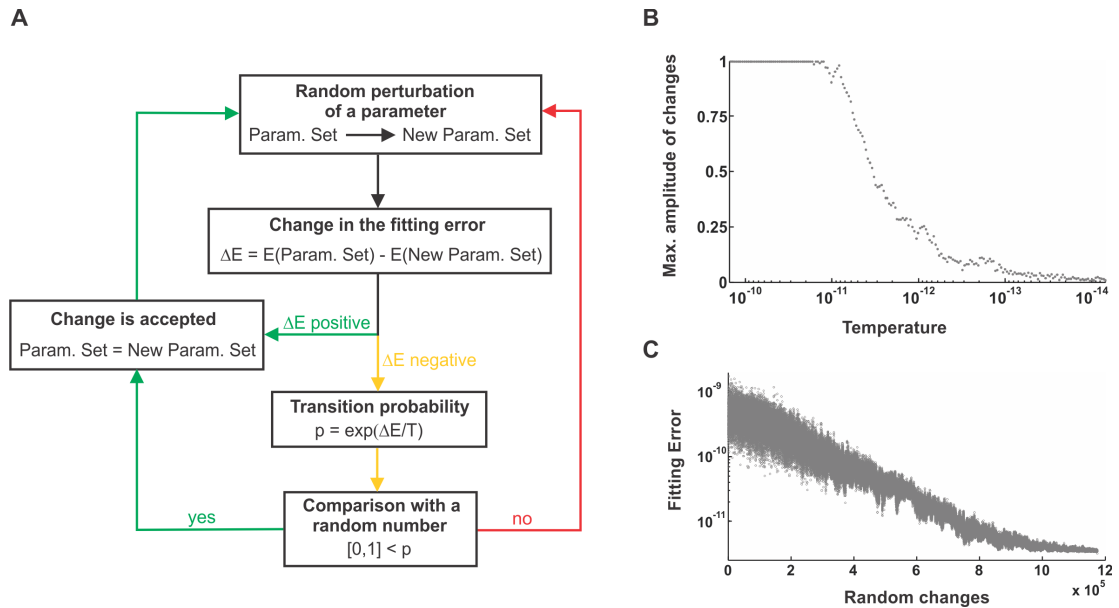 A
Random perturbation
of a parameter
Param. Set New Param. Set
Change in the fitting error
ΔE = E(Param. Set) - E(New Param. Set)
Change is accepted
Param. Set = New Param. Set
ΔE positive
ΔE negative
Transition probability
p = exp(ΔE/T)
Comparison with a
random number
[0,1] < p
yes
no
B
Max. amplitude of changes
1
0.75
0.5
0.25
0
10⁻¹⁰ 10⁻¹¹ 10⁻¹² 10⁻¹³ 10⁻¹⁴
Temperature
C
Fitting Error
10⁻⁹
10⁻¹⁰
10⁻¹¹
0 2 4 6 8 10 12
x 10⁵
Random changes